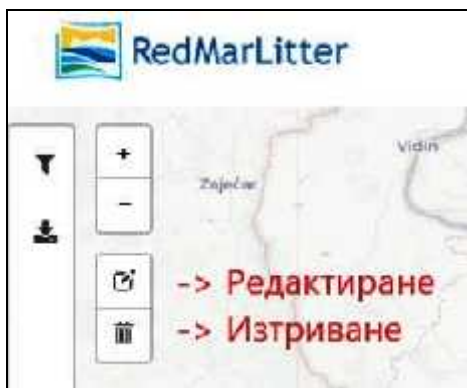 RedMarLitter
+
Vidin
Zaječar
-
-> Редактиране
-> Изтриване